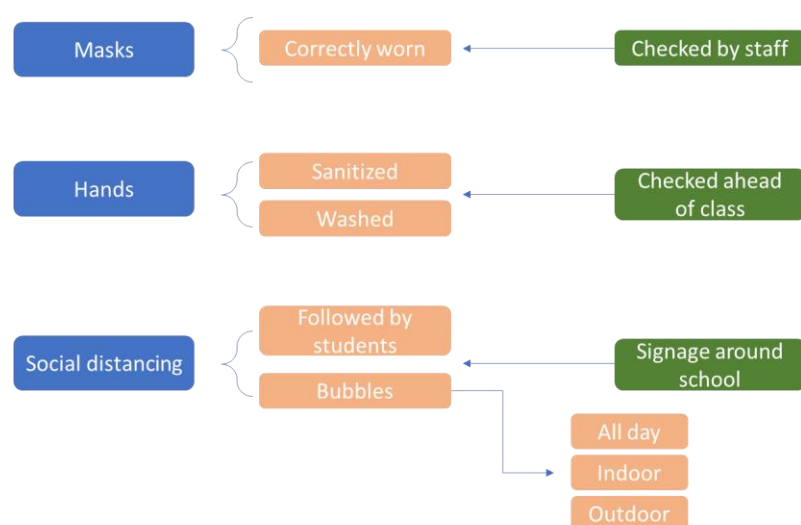 Masks
Correctly worn
Checked by staff
Hands
Sanitized
Washed
Checked ahead
of class
Social distancing
Followed by
students
Bubbles
Signage around
school
All day
Indoor
Outdoor